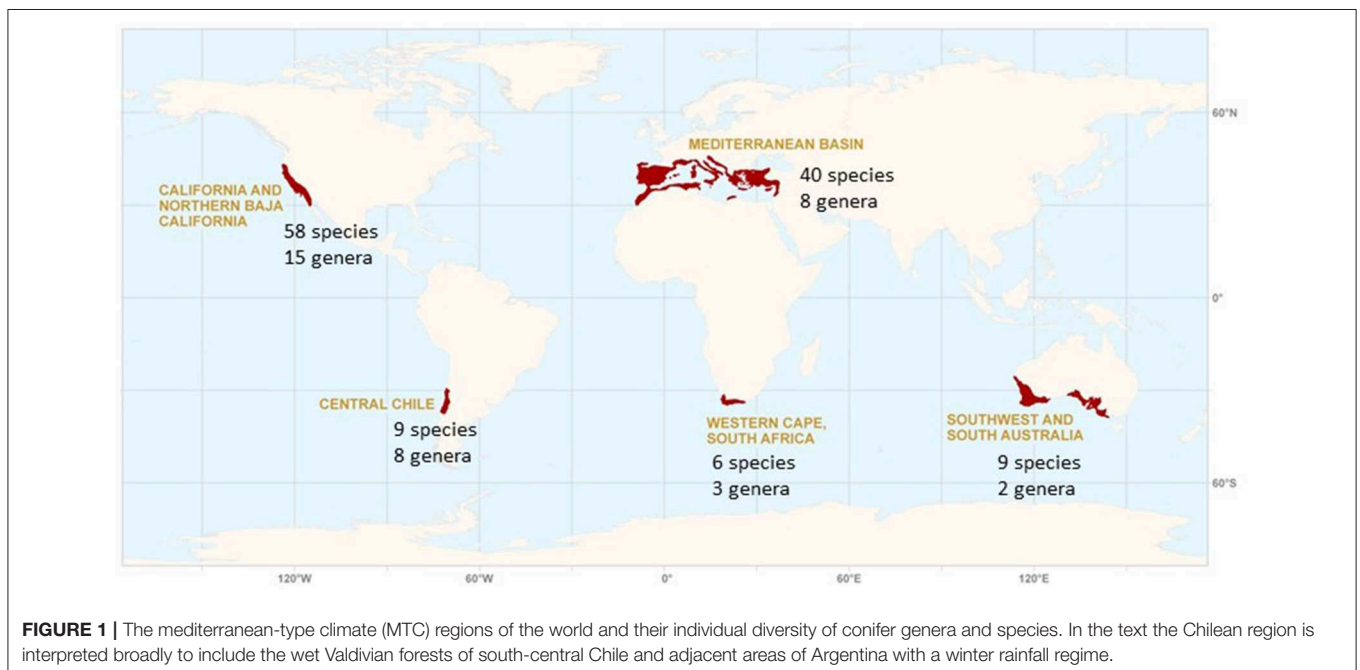 60°N
MEDITERRANEAN BASIN
40 species
8 genera
CALIFORNIA AND
NORTHERN BAJA
CALIFORNIA
58 species
15 genera
0°
CENTRAL CHILE
9 species
8 genera
WESTERN CAPE,
SOUTH AFRICA
6 species
3 genera
SOUTHWEST AND
SOUTH AUSTRALIA
9 species
2 genera
60°S
120°W
60°W
0°
60°E
120°E
FIGURE 1 | The mediterranean-type climate (MTC) regions of the world and their individual diversity of conifer genera and species. In the text the Chilean region is
interpreted broadly to include the wet Valdivian forests of south-central Chile and adjacent areas of Argentina with a winter rainfall regime.